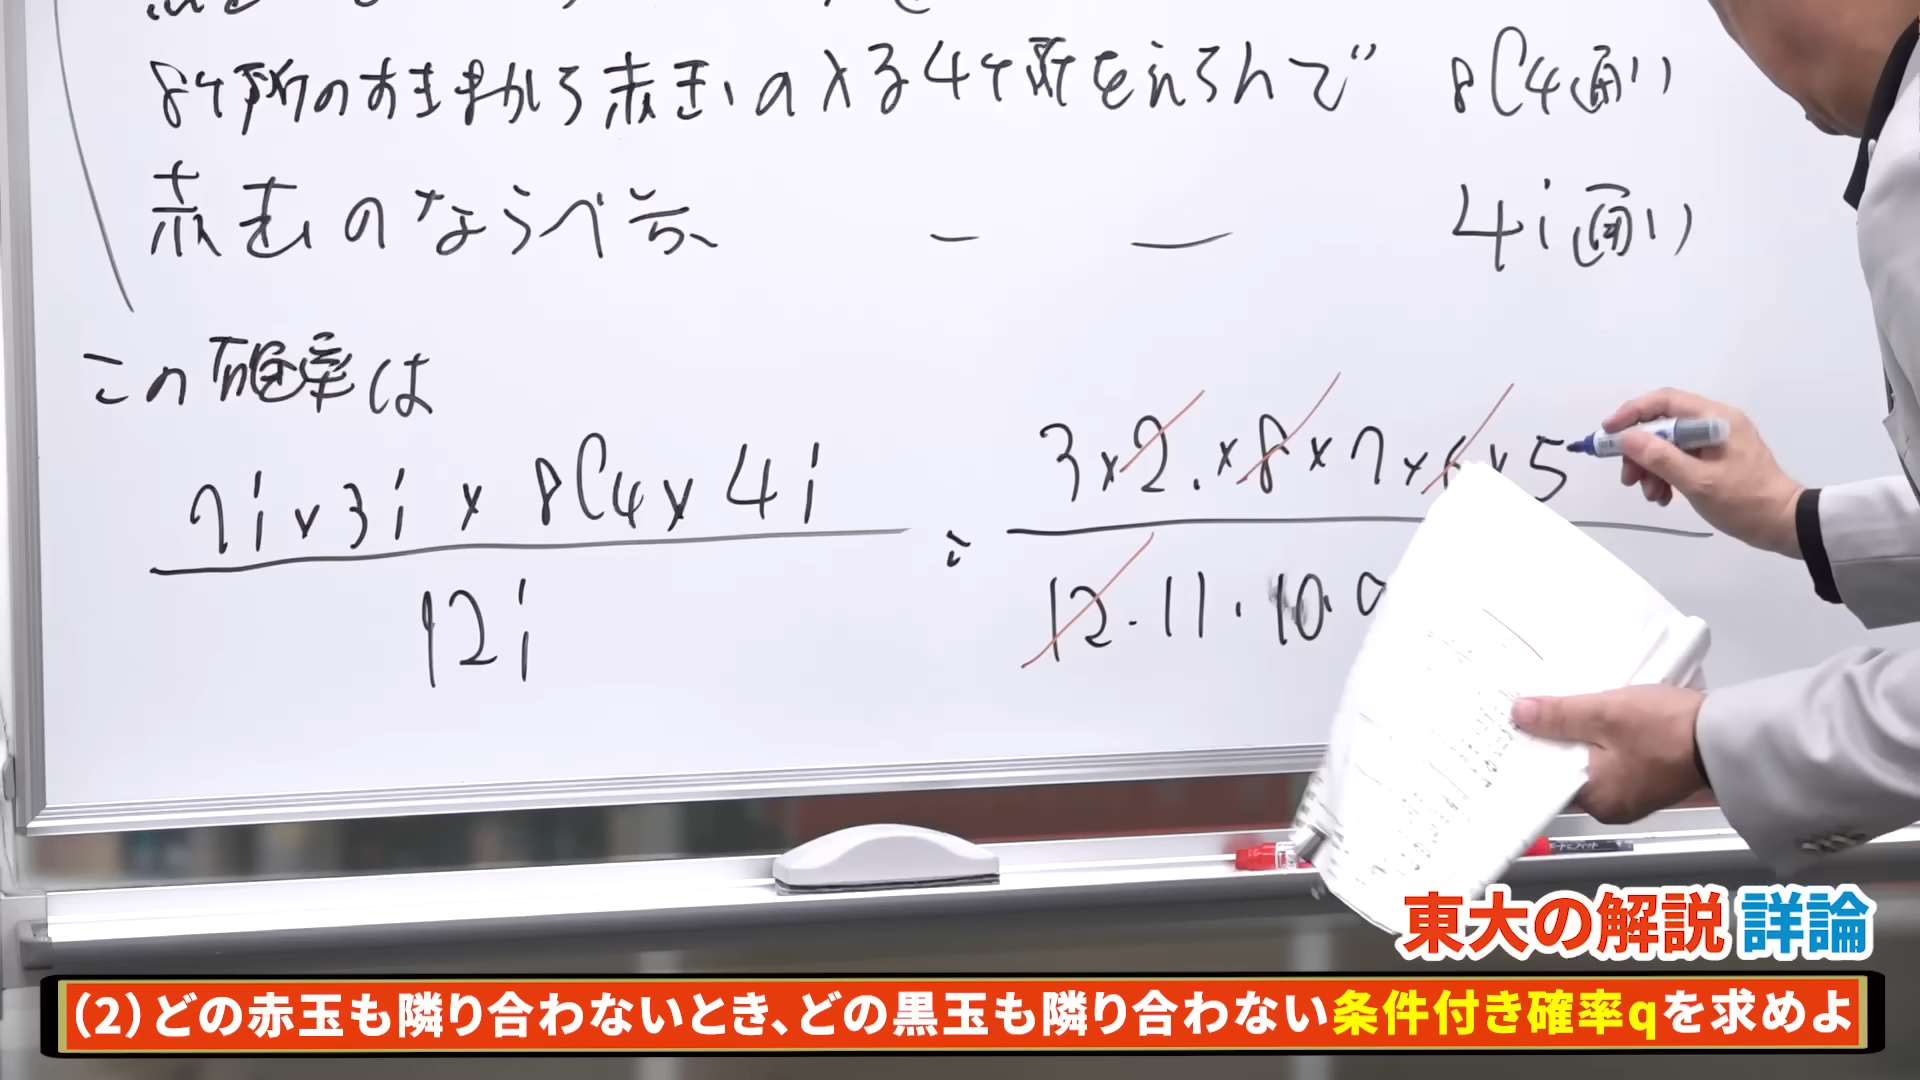 8ヶ所のすきまから赤玉の入る4ヶ所をえらんで 8C4通り
赤玉のならべ方 — — 4!通り
この確率は
7!×3!×8C4×4!
12!
=
3×2.×8×7×6×5
12・11・10・9
東大の解説 詳論
(2)どの赤玉も隣り合わないとき、どの黒玉も隣り合わない条件付き確率qを求めよ